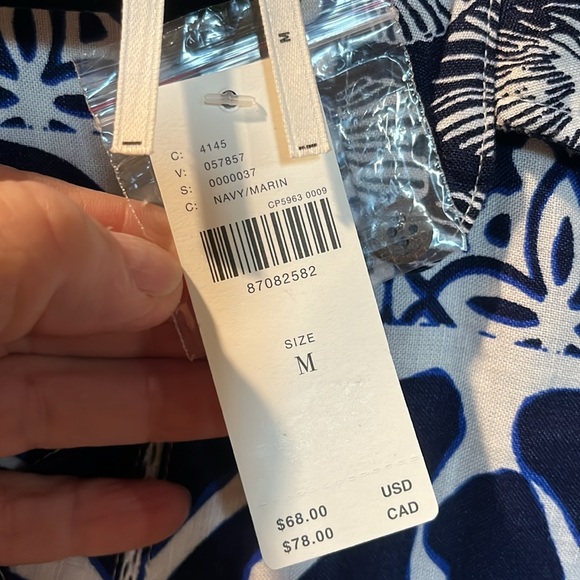 M
C: 4145
V: 057857
S: 0000037
C: NAVY/MARIN
CP5963 0009
87082582
SIZE
M
$68.00 USD
$78.00 CAD